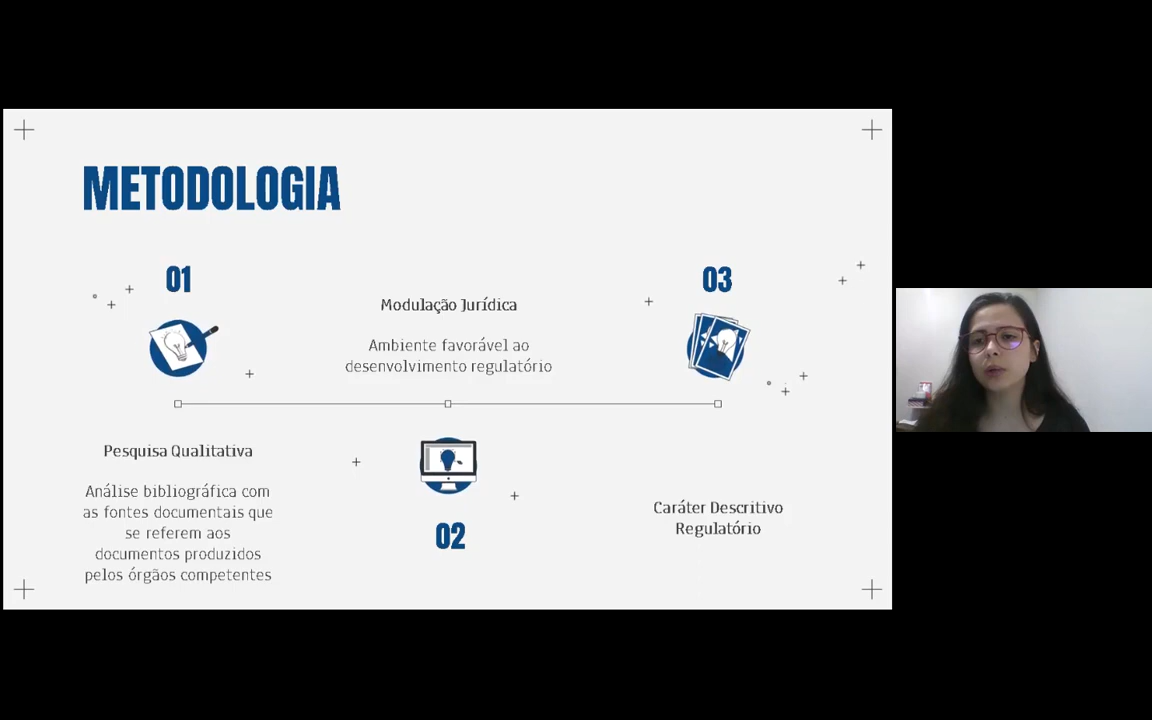 METODOLOGIA
01
Pesquisa Qualitativa
Análise bibliográfica com
as fontes documentais que
se referem aos
documentos produzidos
pelos órgãos competentes
Modulação Jurídica
Ambiente favorável ao
desenvolvimento regulatório
02
03
Caráter Descritivo
Regulatório